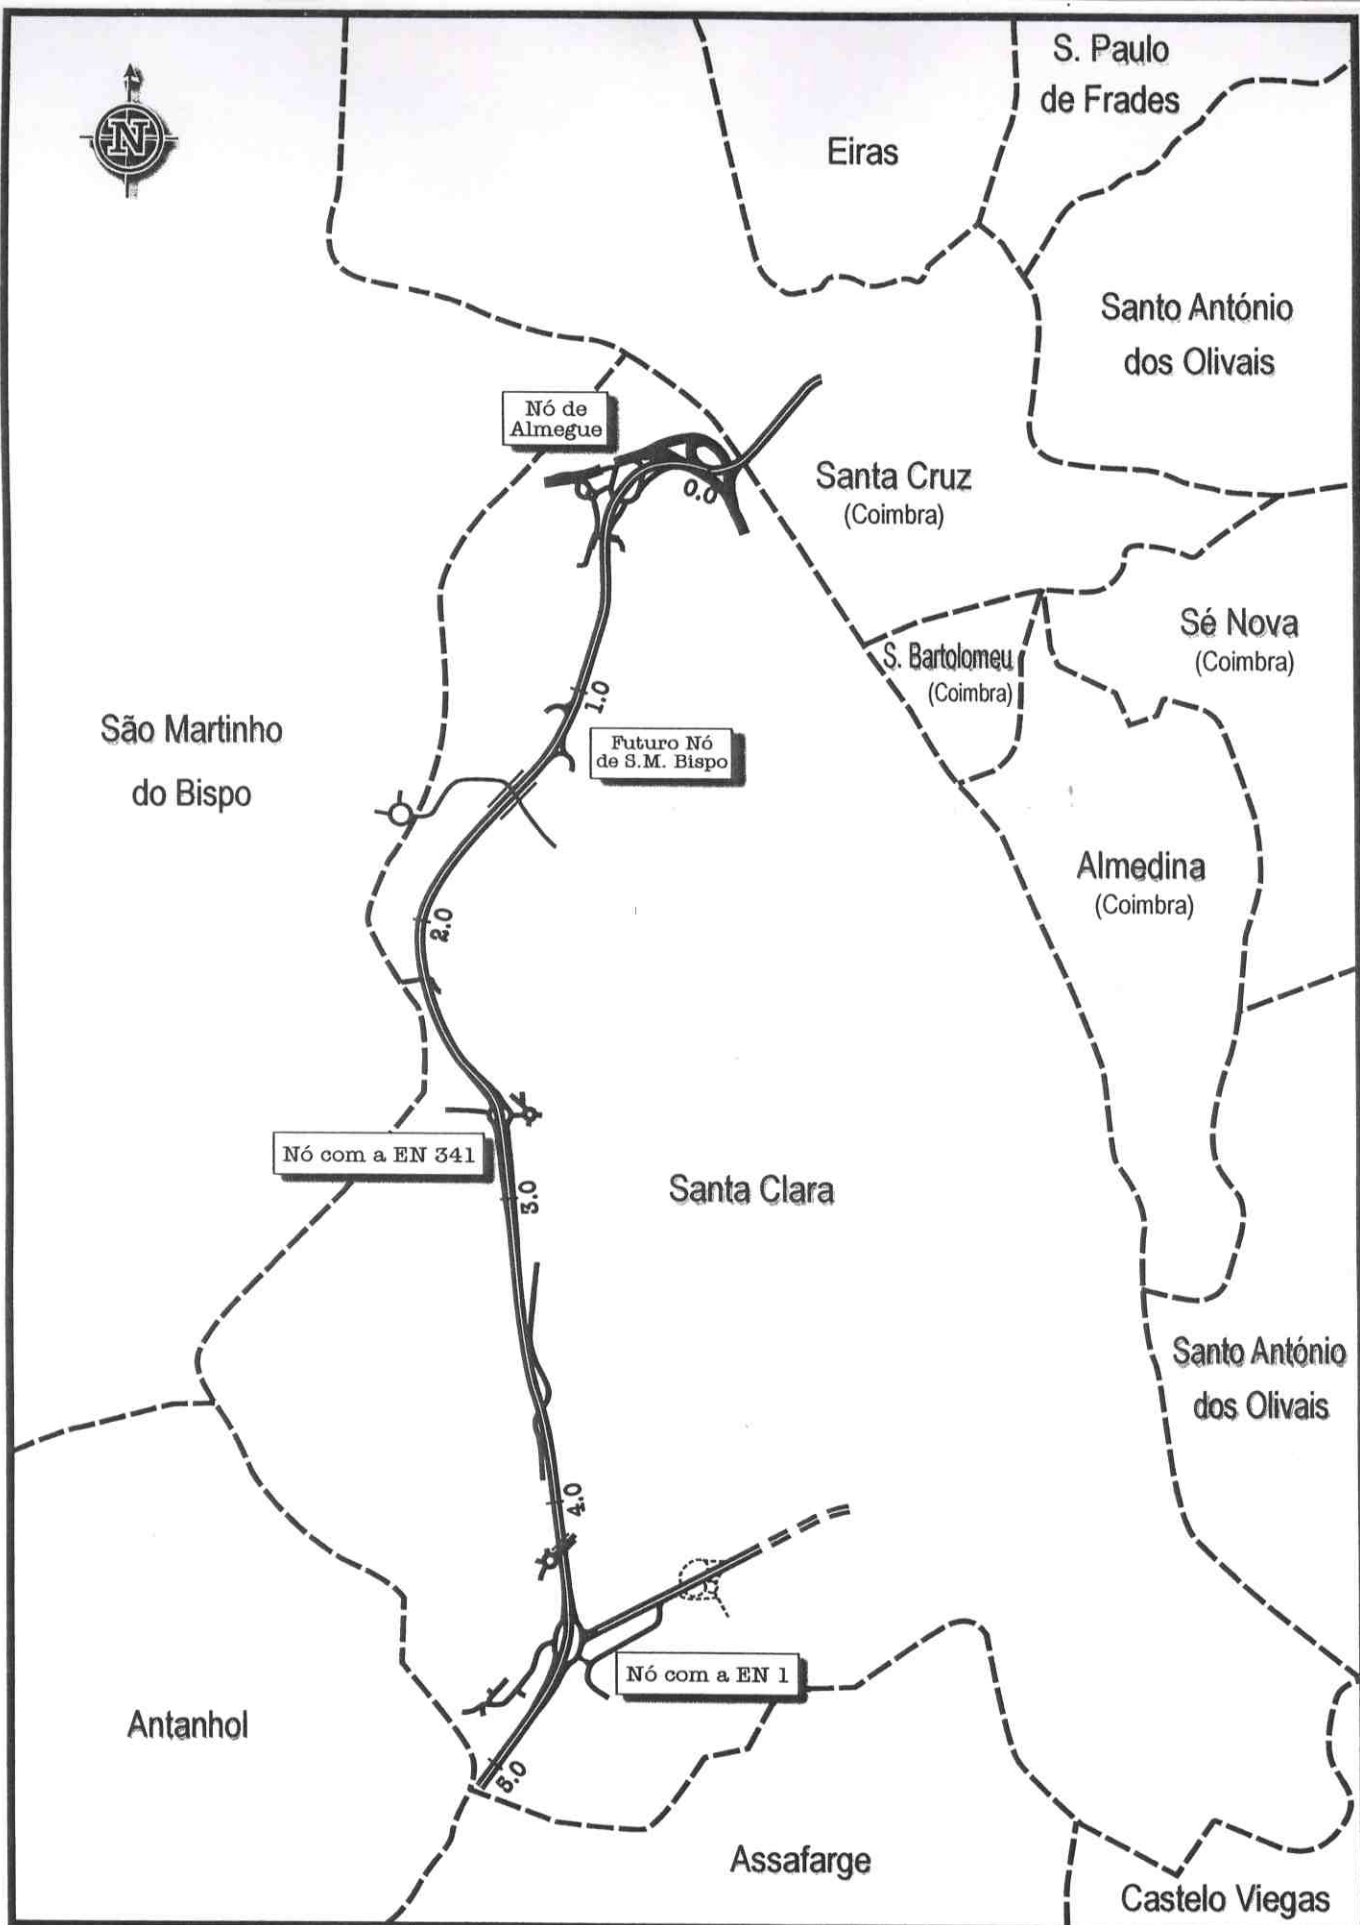 S. Paulo
de Frades
N
Eiras
Santo António
dos Olivais
Nó de
Almegue
Santa Cruz
(Coimbra)
0.0
Sé Nova
(Coimbra)
S. Bartolomeu
(Coimbra)
1.0
São Martinho
do Bispo
Futuro Nó
de S.M. Bispo
Almedina
(Coimbra)
2.0
Nó com a EN 341
3.0
Santa Clara
Santo António
dos Olivais
4.0
Nó com a EN 1
Antanhol
5.0
Assafarge
Castelo Viegas